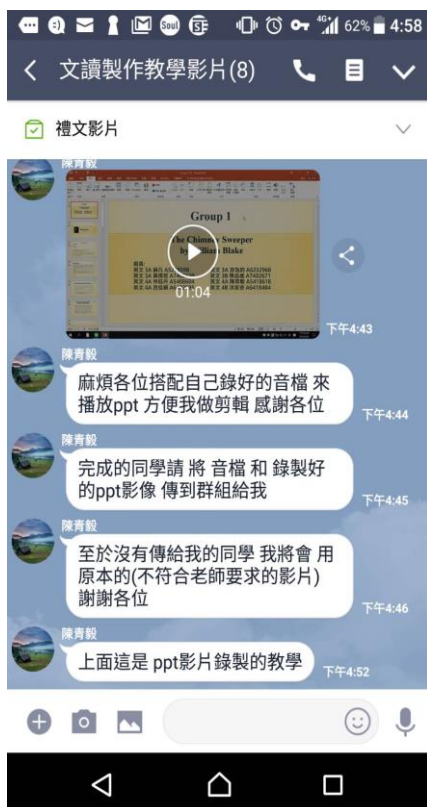 Soul
4G
62%
4:58
文讀製作教學影片(8)
禮文影片
陳青毅
Group 1
The Chimney Sweeper
by William Blake
01:04
下午4:43
陳青毅
麻煩各位搭配自己錄好的音檔 來
播放ppt 方便我做剪輯 感謝各位
下午4:44
陳青毅
完成的同學請 將 音檔 和 錄製好
的ppt影像 傳到群組給我
下午4:45
陳青毅
至於沒有傳給我的同學 我將會 用
原本的(不符合老師要求的影片)
謝謝各位
下午4:46
陳青毅
上面這是 ppt影片錄製的教學
下午4:52